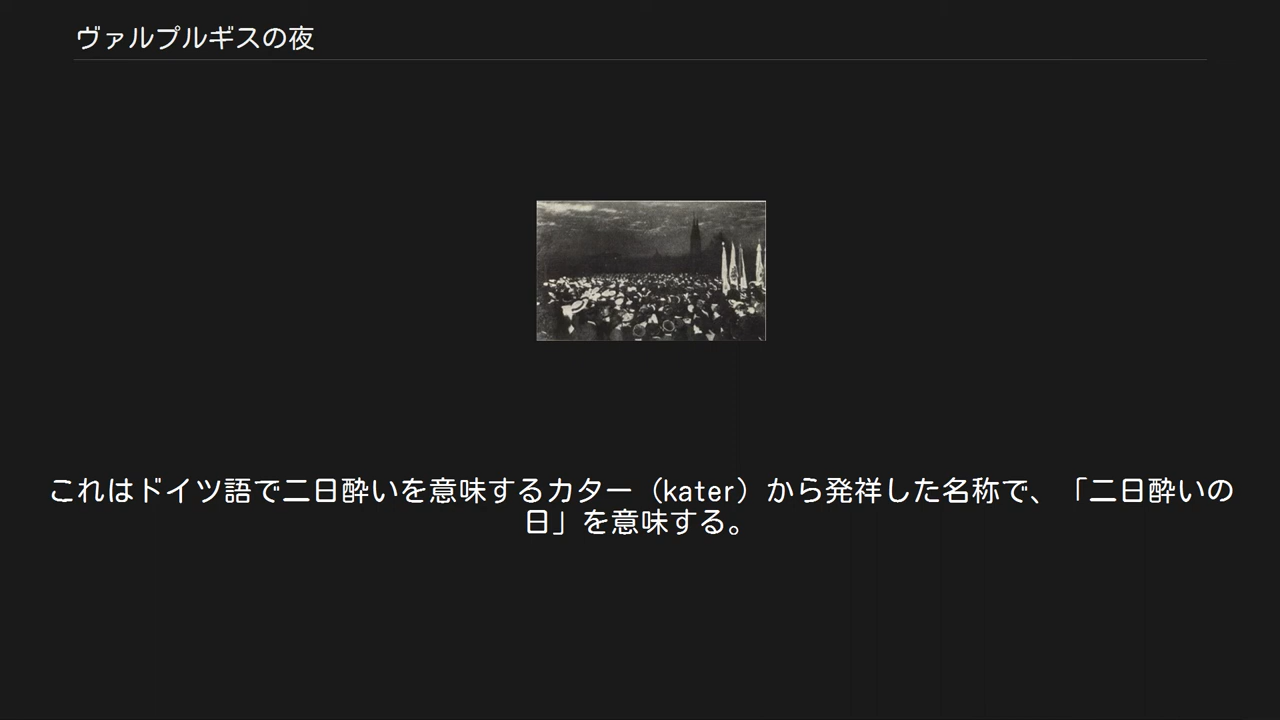 ヴァルプルギスの夜
これはドイツ語で二日酔いを意味するカター（kater）から発祥した名称で、「二日酔いの
日」を意味する。